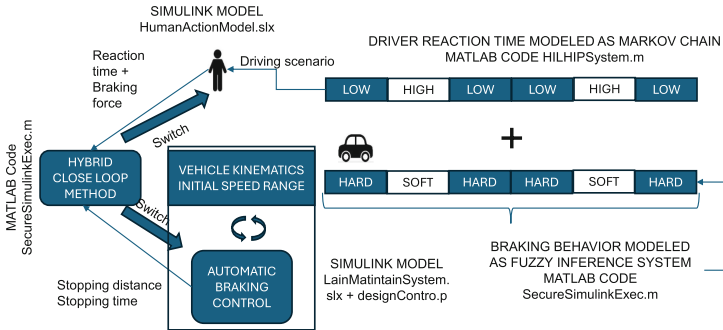 SIMULINK MODEL
HumanActionModel.slx
Reaction
time +
Braking
force
Driving scenario
DRIVER REACTION TIME MODELED AS MARKOV CHAIN
MATLAB CODE HILHIPSystem.m
LOW HIGH LOW LOW HIGH LOW
Switch
MATLAB Code
SecureSimulinkExec.m
HYBRID
CLOSE LOOP
METHOD
VEHICLE KINEMATICS
INITIAL SPEED RANGE
+
HARD SOFT HARD HARD SOFT HARD
Switch
AUTOMATIC
BRAKING
CONTROL
Stopping distance
Stopping time
SIMULINK MODEL
LainMatintainSystem.
slx + designContro.p
BRAKING BEHAVIOR MODELED
AS FUZZY INFERENCE SYSTEM
MATLAB CODE
SecureSimulinkExec.m